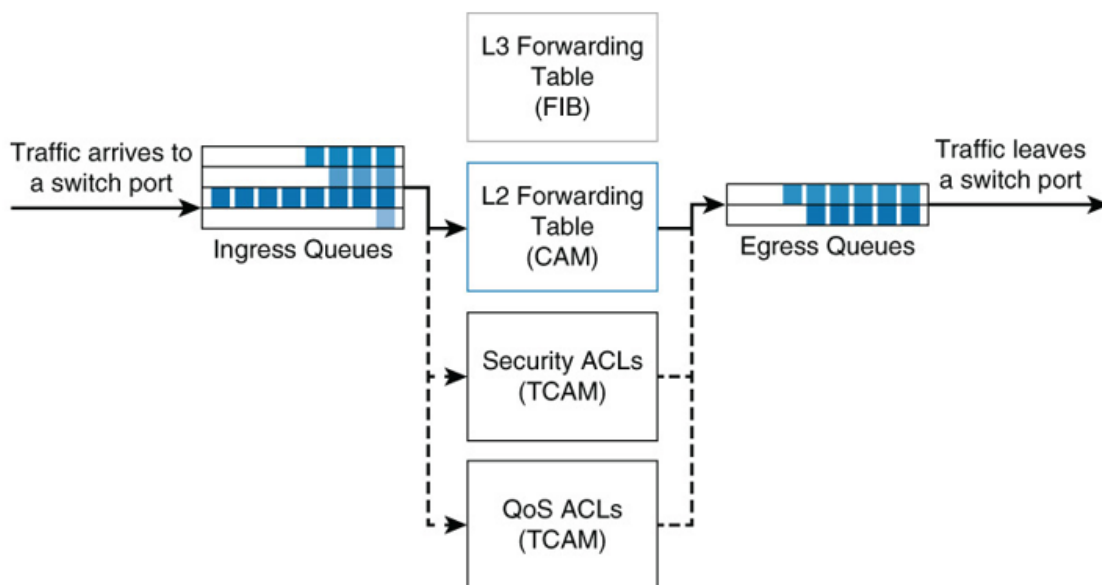 L3 Forwarding
Table
(FIB)
Traffic arrives to
a switch port
Ingress Queues
L2 Forwarding
Table
(CAM)
Traffic leaves
a switch port
Egress Queues
Security ACLs
(TCAM)
QoS ACLs
(TCAM)